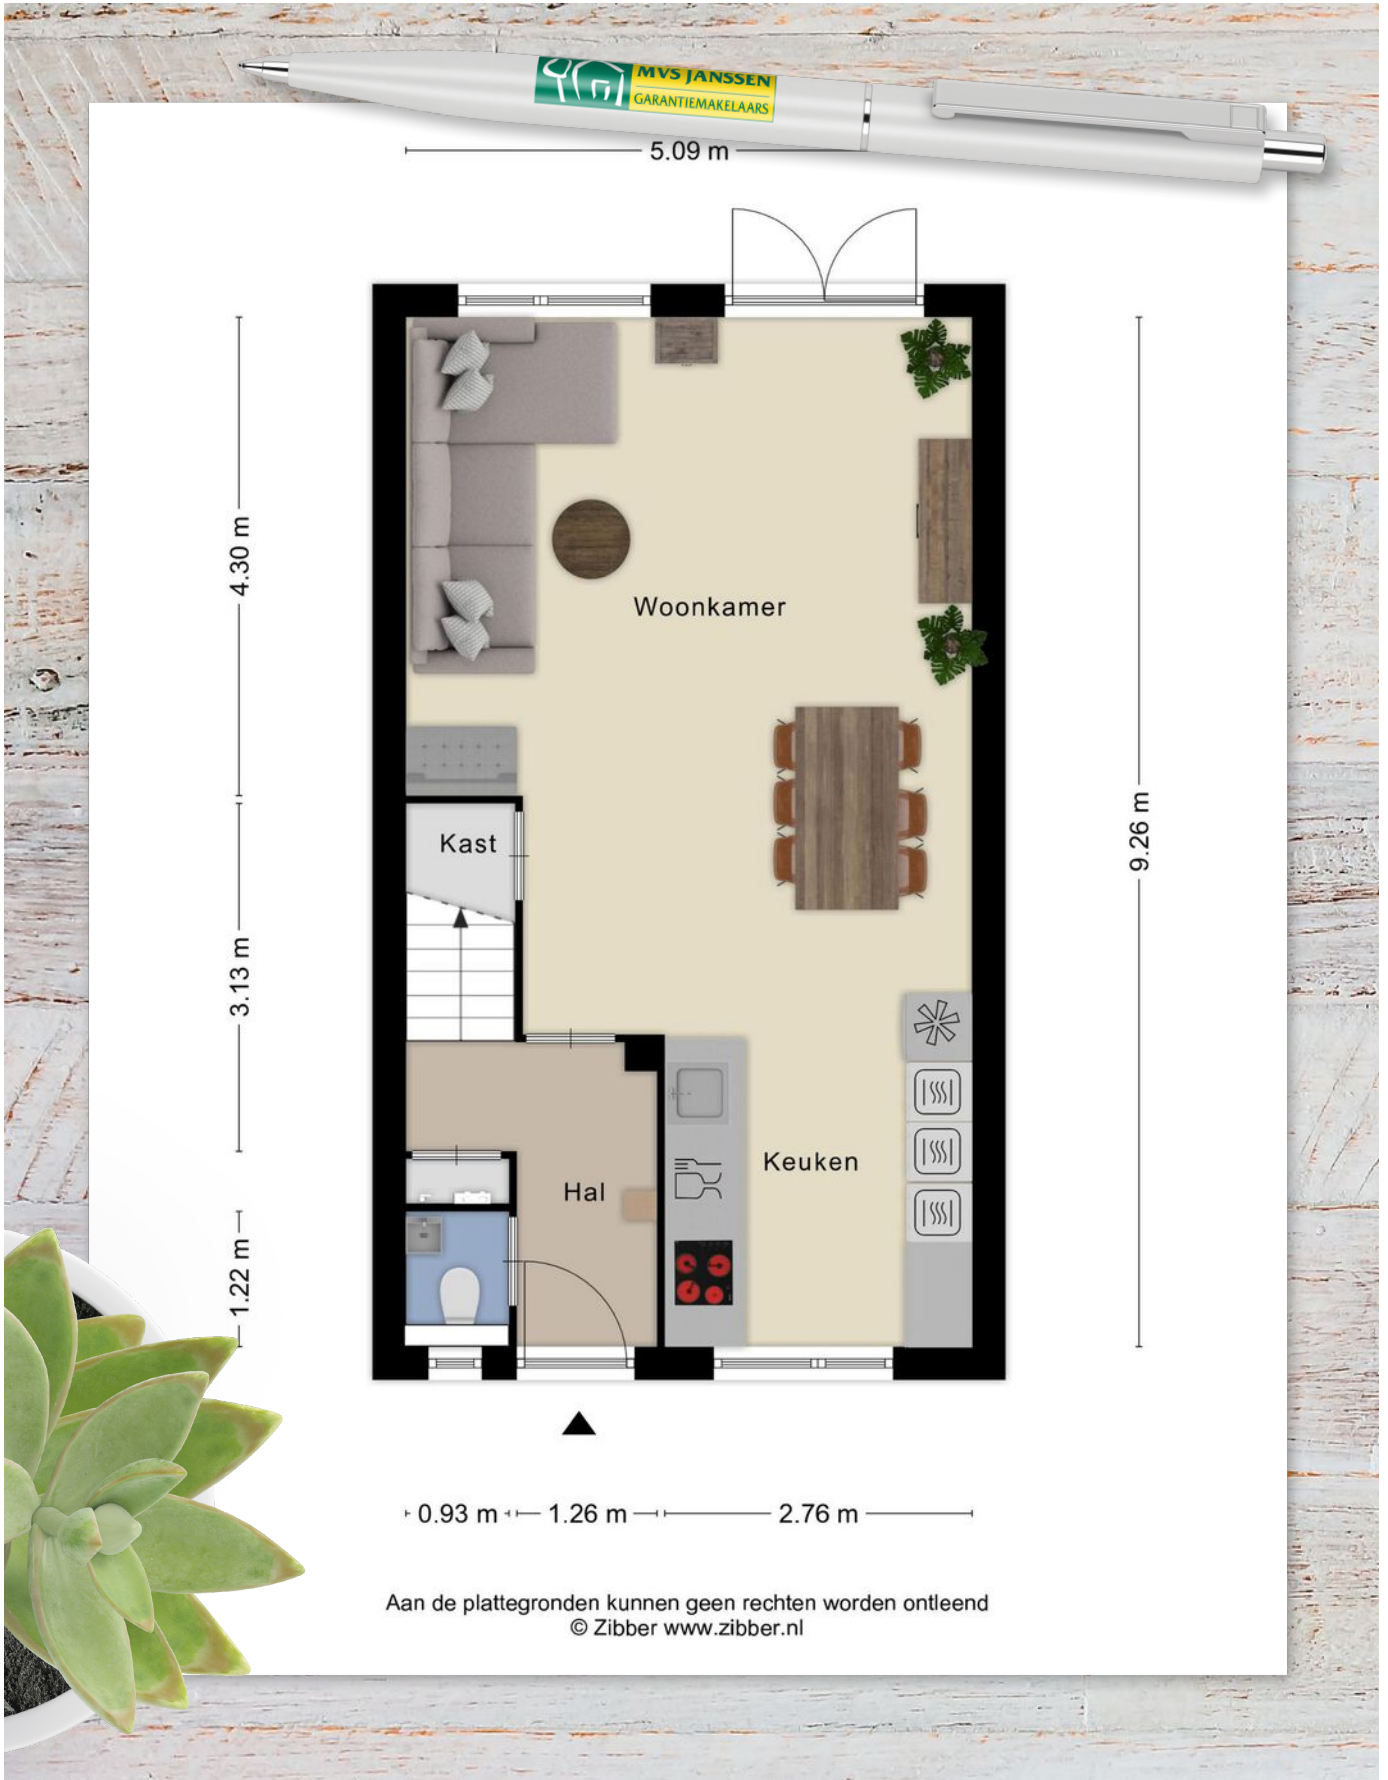 MVS JANSSEN
GARANTIEMAKELAARS
5.09 m
4.30 m
Woonkamer
9.26 m
Kast
3.13 m
Keuken
Hal
1.22 m
0.93 m
1.26 m
2.76 m
Aan de plattegronden kunnen geen rechten worden ontleend
© Zibber www.zibber.nl